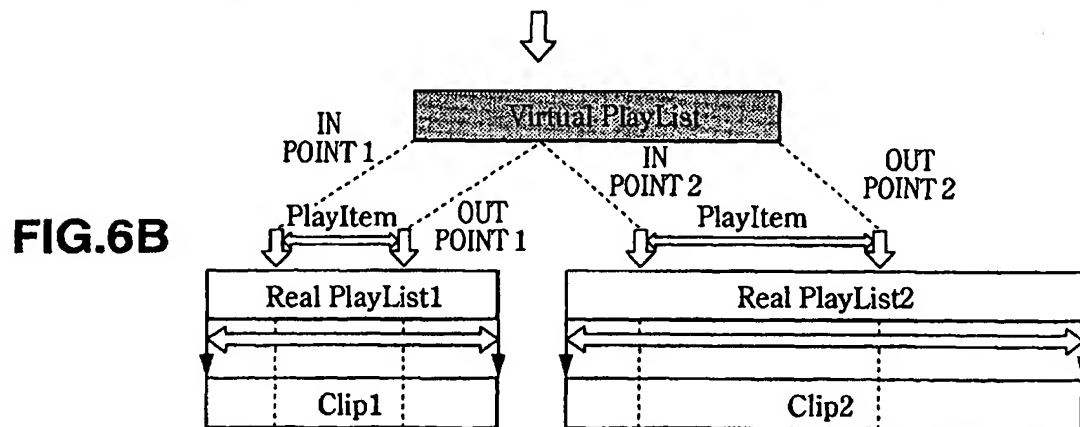 Virtual PlayList
IN
POINT 1
IN
POINT 2
OUT
POINT 2
FIG.6B
PlayItem
OUT
POINT 1
PlayItem
Real PlayList1
Real PlayList2
Clip1
Clip2